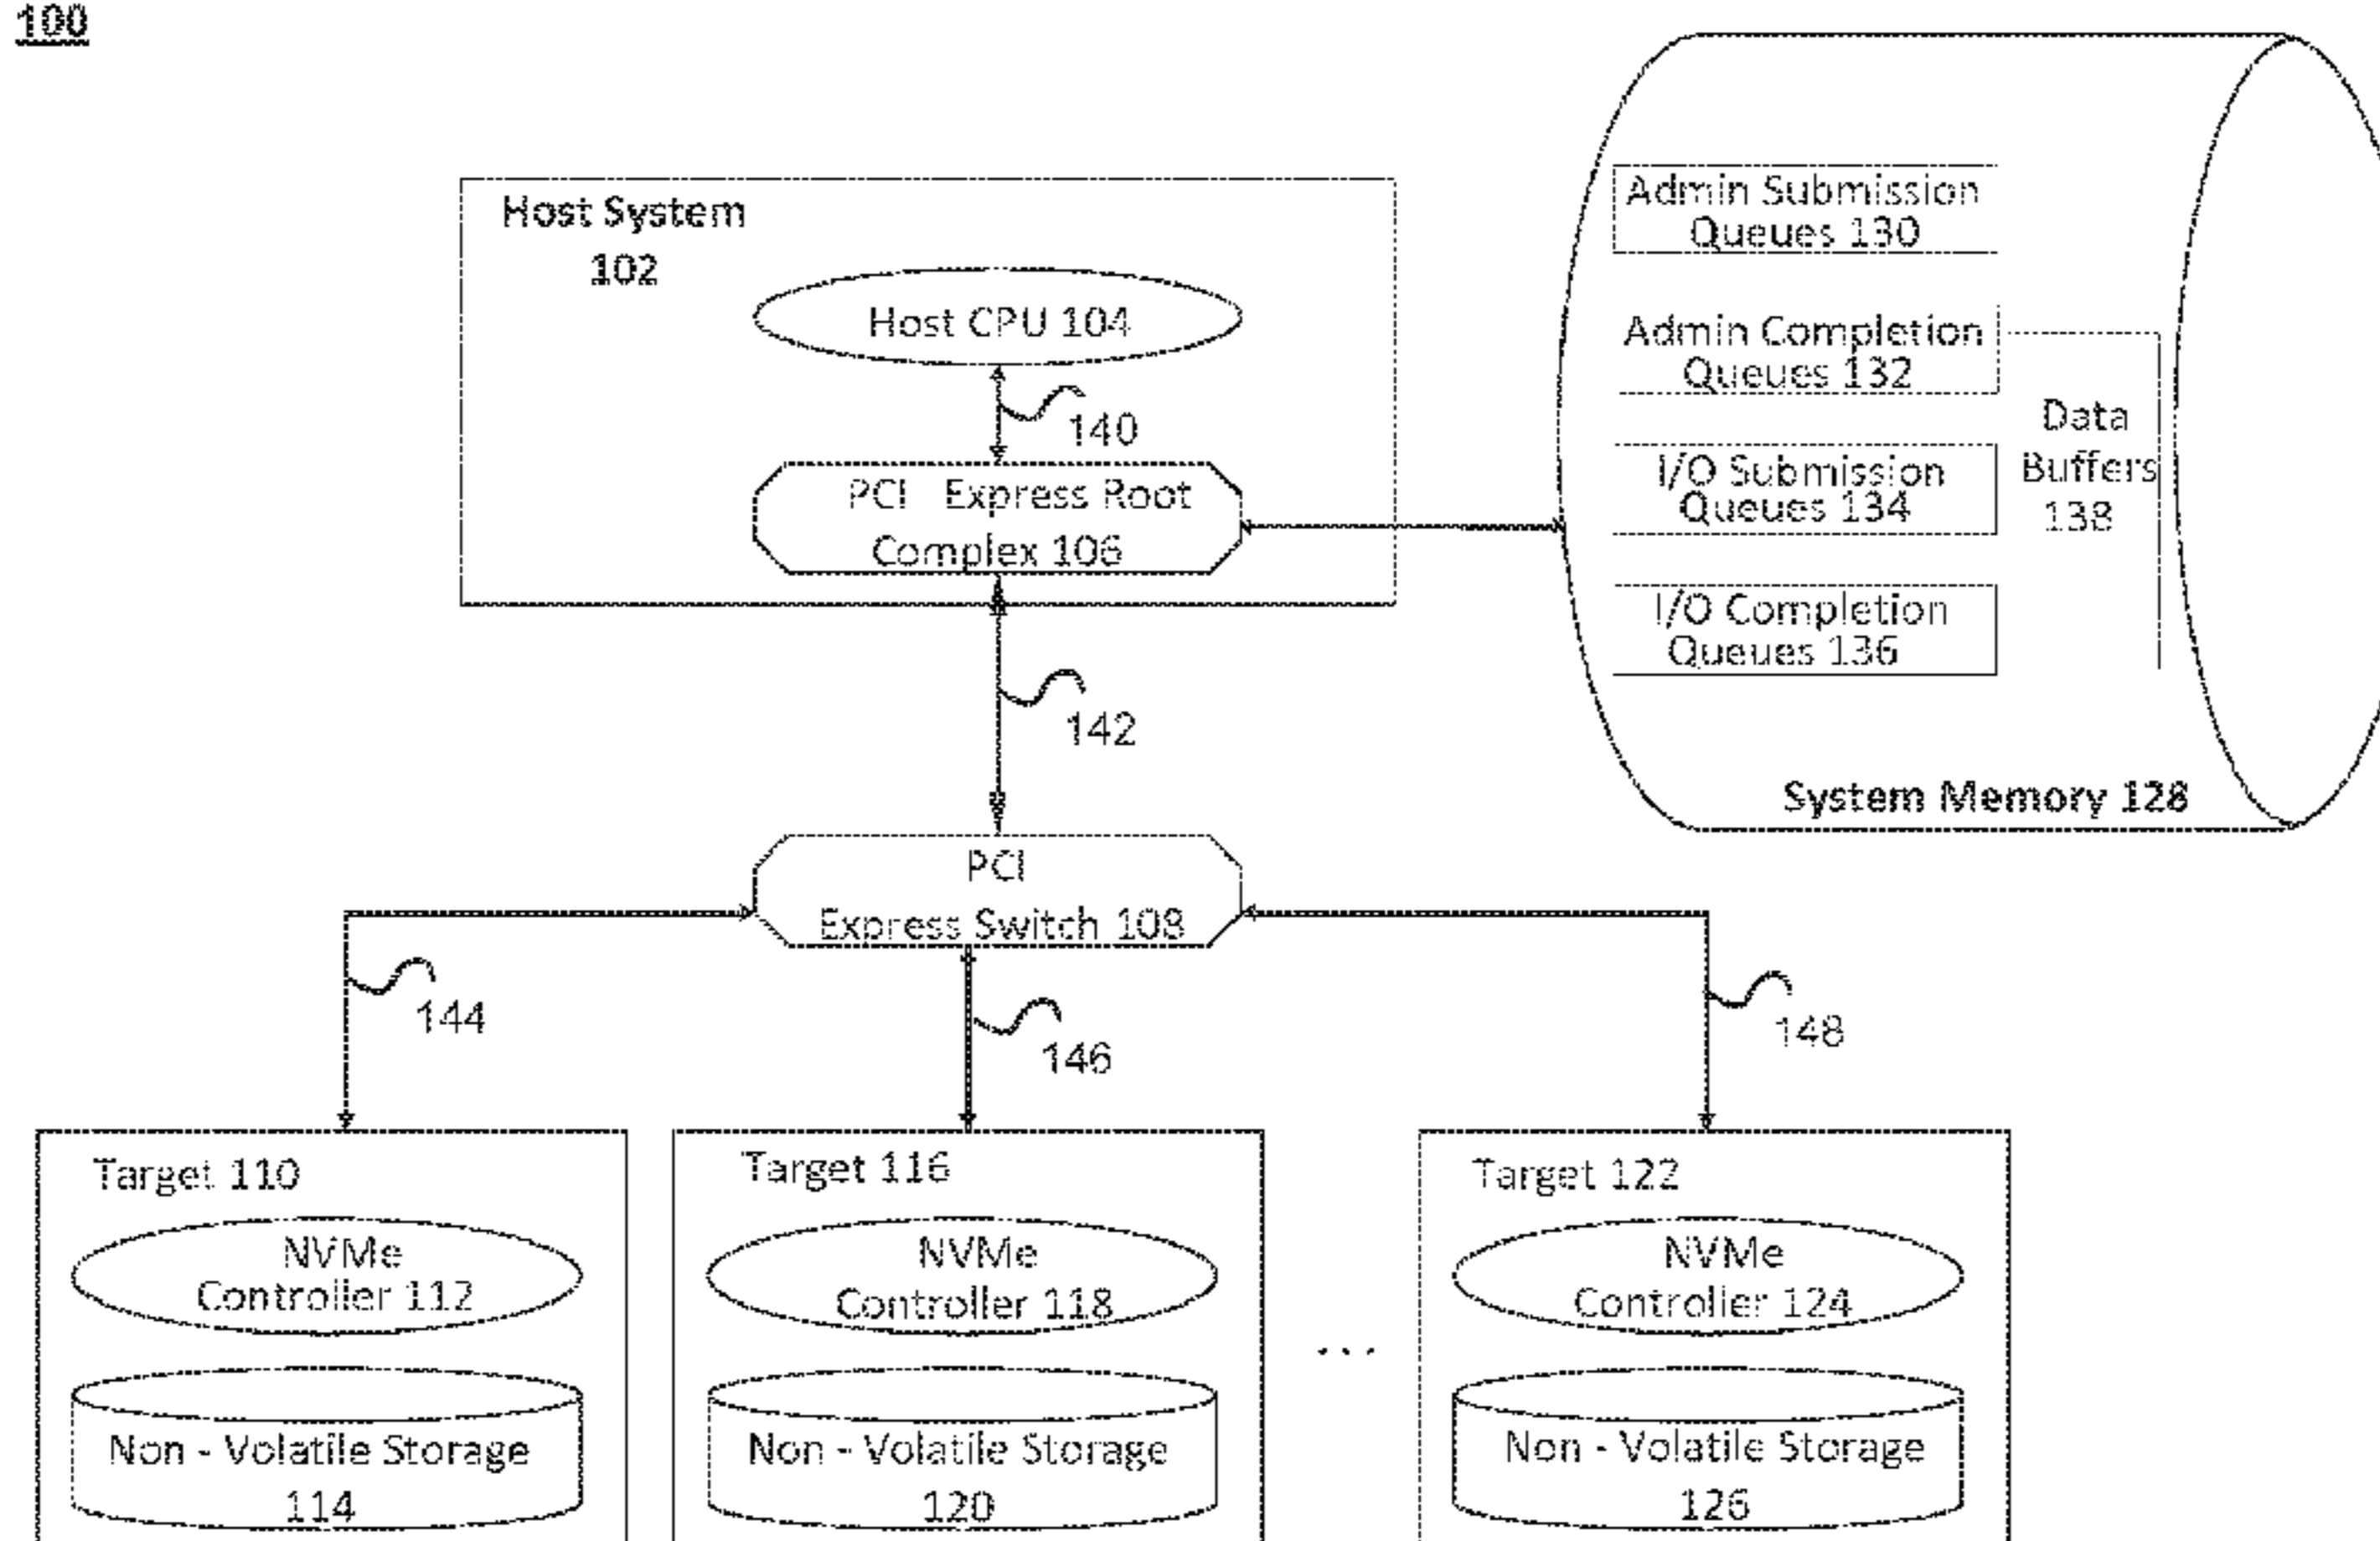 100
Host System
102
Host CPU 104
140
PCI Express Root
Complex 106
142
Admin Submission
Queues 130
Admin Completion
Queues 132
I/O Submission
Queues 134
I/O Completion
Queues 136
Data
Buffers
138
System Memory 128
PCI
Express Switch 108
144
146
148
Target 110
NVMe
Controller 112
Non - Volatile Storage
114
Target 116
NVMe
Controller 118
Non - Volatile Storage
120
...
Target 122
NVMe
Controller 124
Non - Volatile Storage
126